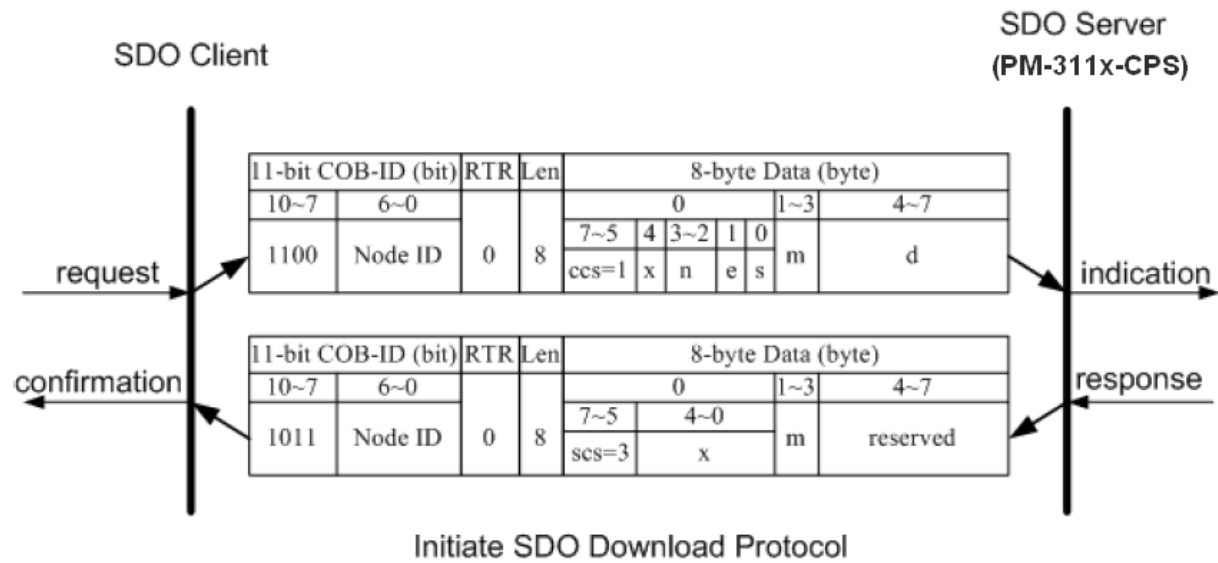 SDO Client
SDO Server
(PM-311x-CPS)
11-bit COB-ID (bit) RTR Len 8-byte Data (byte)
10~7 6~0 0 1~3 4~7
1100 Node ID 0 8 7~5 4 3~2 1 0 m d
ccs=1 x n e s
request
indication
11-bit COB-ID (bit) RTR Len 8-byte Data (byte)
10~7 6~0 0 1~3 4~7
1011 Node ID 0 8 7~5 4~0 m reserved
scs=3 x
confirmation
response
Initiate SDO Download Protocol